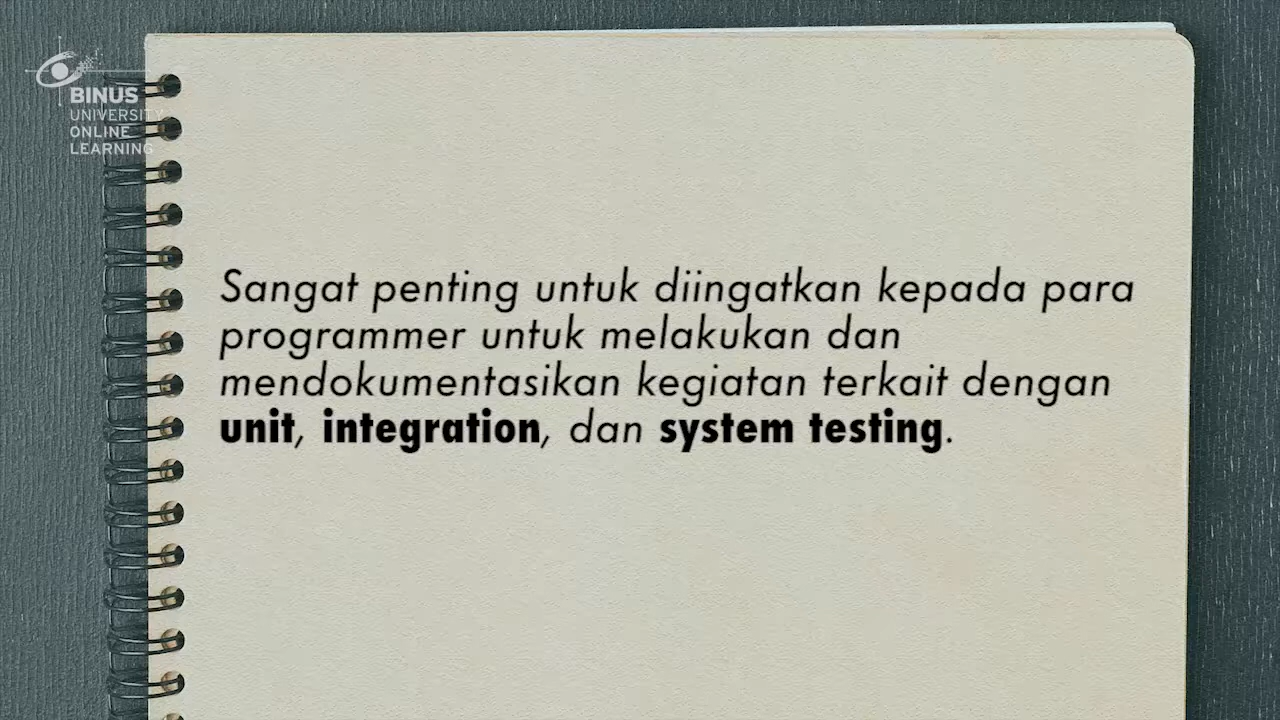 BINUS
UNIVERSITY
ONLINE
LEARNING
Sangat penting untuk diingatkan kepada para
programmer untuk melakukan dan
mendokumentasikan kegiatan terkait dengan
unit, integration, dan system testing.